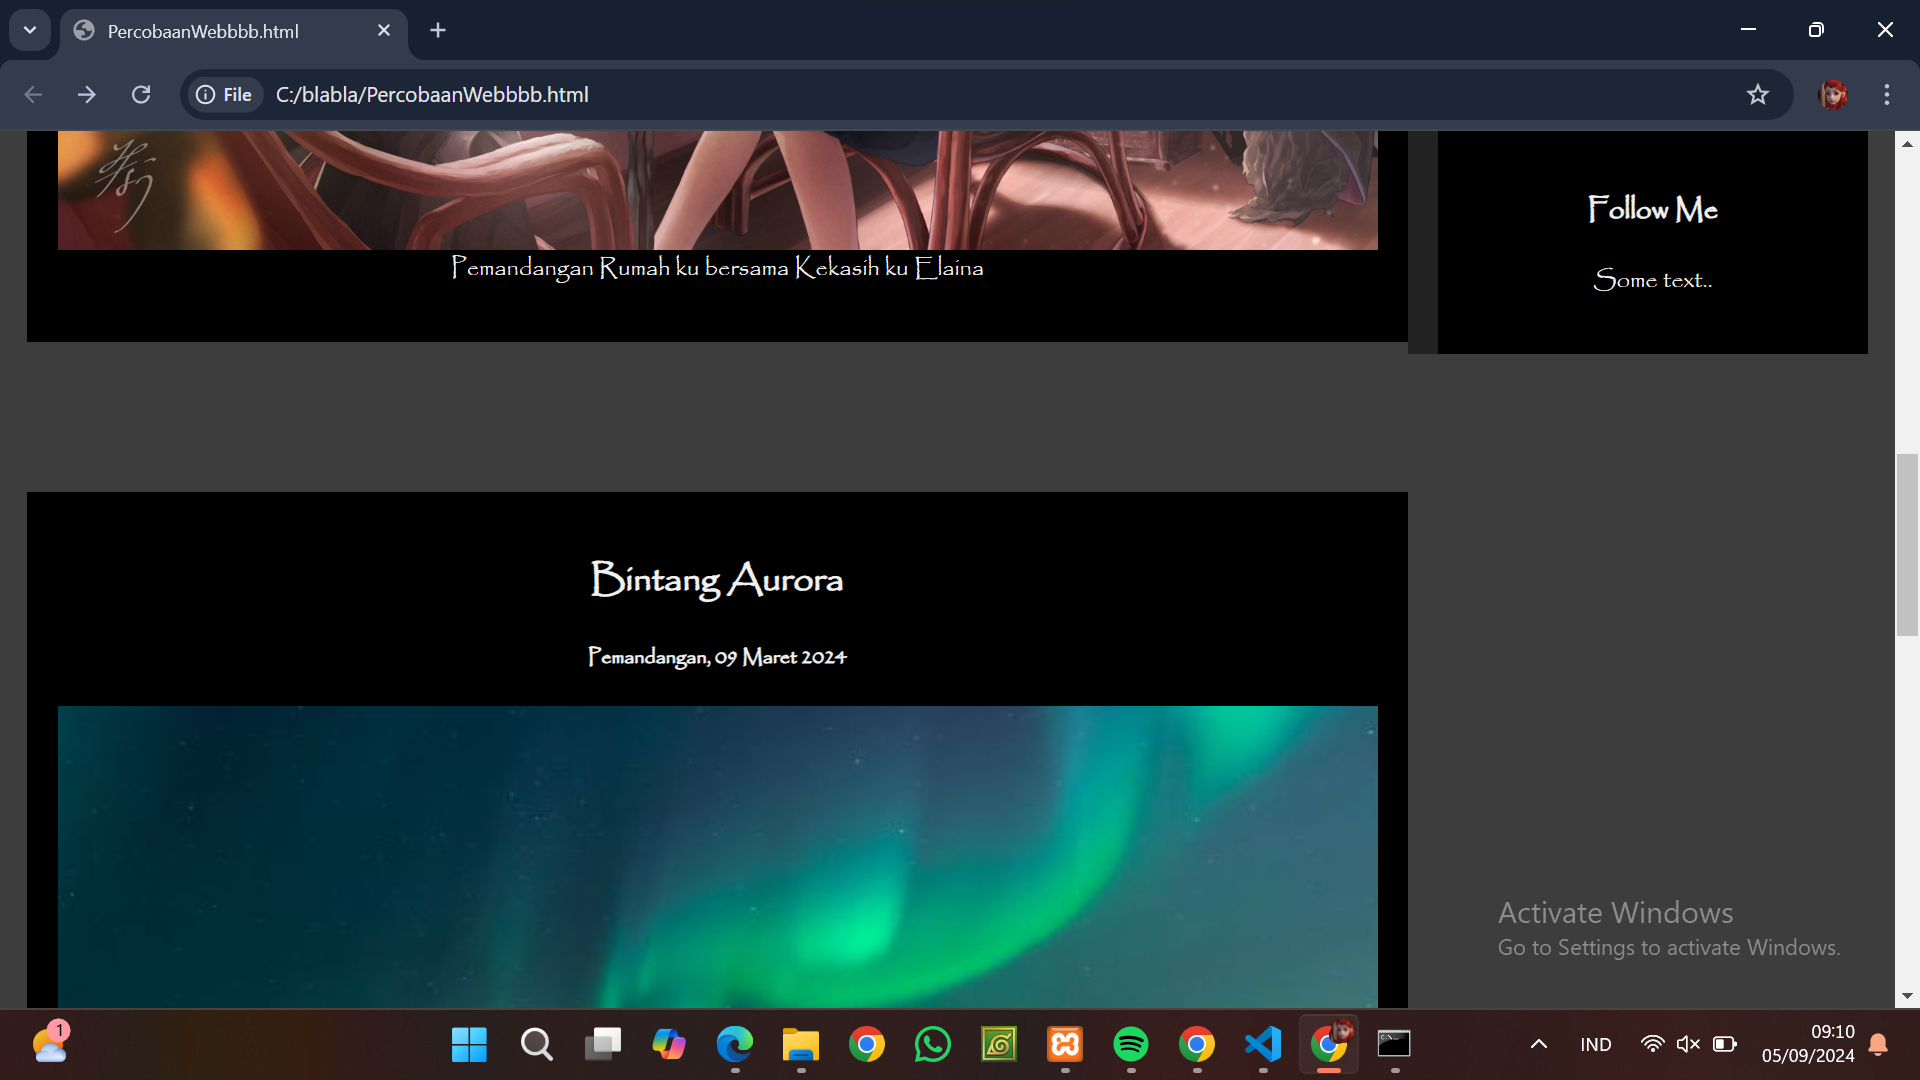 PercobaanWebbbb.html
File
C:/blabla/PercobaanWebbbb.html
Pemandangan Rumah ku bersama Kekasih ku Elaina
Follow Me
Some text..
Bintang Aurora
Pemandangan, 09 Maret 2024
Activate Windows
Go to Settings to activate Windows.
1
IND
09:10
05/09/2024